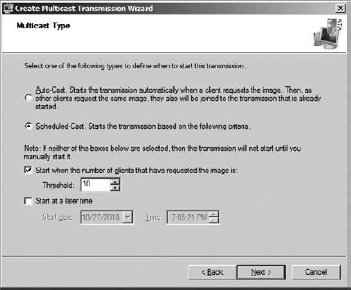 Create Multicast Transmission Wizard
Multicast Type
Select one of the following types to define when to start this transmission.
Auto-Cast. Starts the transmission automatically when a client requests the image. Then, as
other clients request the same image, they also will be joined to the transmission that is already
started.
Scheduled-Cast. Starts the transmission based on the following criteria.
Note: If neither of the boxes below are selected, then the transmission will not start until you
manually start it.
Start when the number of clients that have requested the image is:
Threshold: 10
Start at a later time
Start date: 10/27/2010 Time: 7:05:21 PM
< Back Next > Cancel